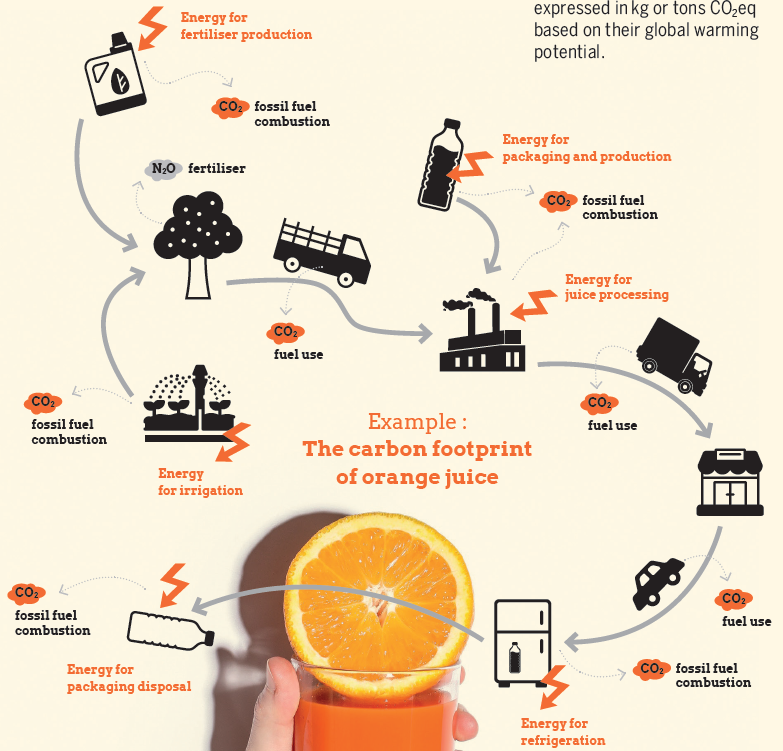 expressed in kg or tons CO₂eq
based on their global warming
potential.
Energy for
fertiliser production
CO₂
fossil fuel
combustion
N₂O
fertiliser
Energy for
packaging and production
CO₂
fossil fuel
combustion
Energy for
juice processing
CO₂
fuel use
CO₂
fuel use
CO₂
fossil fuel
combustion
Energy
for irrigation
Example :
The carbon footprint
of orange juice
CO₂
fuel use
CO₂
fossil fuel
combustion
Energy for
refrigeration
CO₂
fossil fuel
combustion
Energy for
packaging disposal